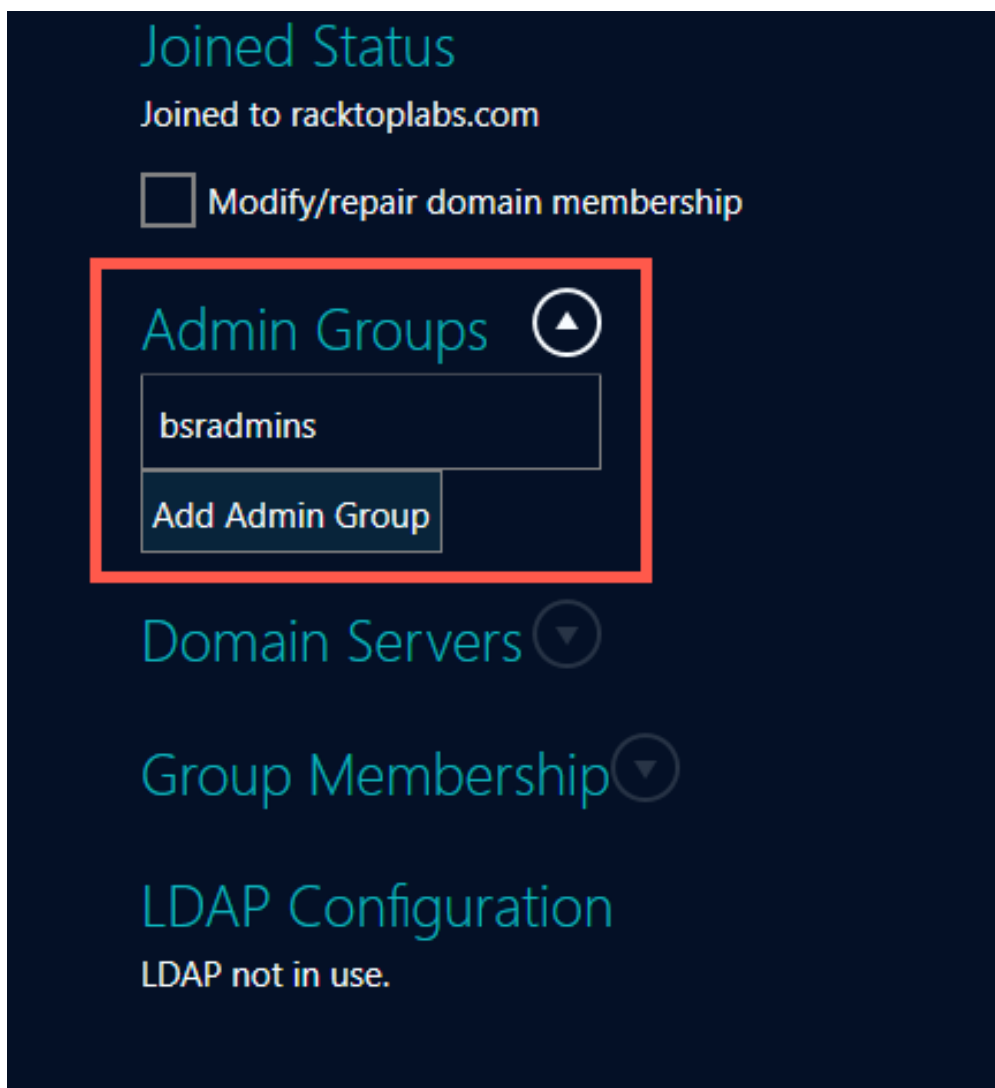 Joined Status
Joined to racktoplabs.com
Modify/repair domain membership
Admin Groups
bsradmins
Add Admin Group
Domain Servers
Group Membership
LDAP Configuration
LDAP not in use.